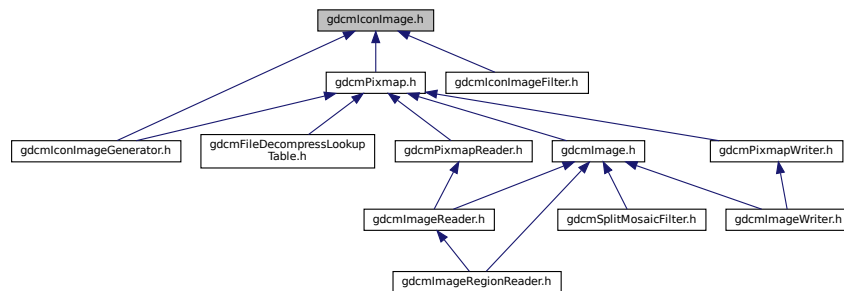 gdcmIconImage.h
gdcmPixmap.h
gdcmIconImageFilter.h
gdcmIconImageGenerator.h
gdcmFileDecompressLookup
Table.h
gdcmPixmapReader.h
gdcmImage.h
gdcmPixmapWriter.h
gdcmImageReader.h
gdcmSplitMosaicFilter.h
gdcmImageWriter.h
gdcmImageRegionReader.h